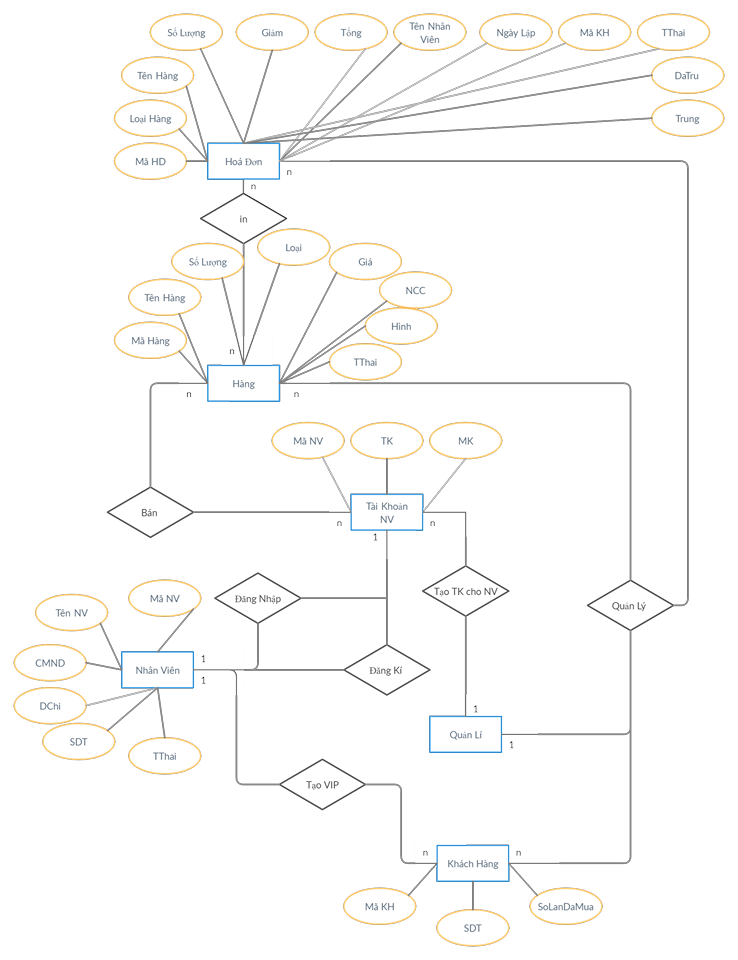 Số Lượng
Giảm
Tổng
Tên Nhân
Viên
Ngày Lập
Mã KH
TThai
Tên Hàng
DaTru
Loại Hàng
Trung
Mã HD
Hoá Đơn
n
n
in
Số Lượng
Loại
Giá
Tên Hàng
NCC
Mã Hàng
Hình
n
TThai
Hàng
n
n
Mã NV
TK
MK
Bán
Tài Khoản
NV
n
n
1
Đăng Nhập
Tạo TK cho NV
Quản Lý
Tên NV
Mã NV
CMND
Nhân Viên
1
1
Đăng Kí
DChi
SDT
TThai
1
Quản Lí
1
Tạo VIP
n
n
Khách Hàng
Mã KH
SDT
SoLanDaMua